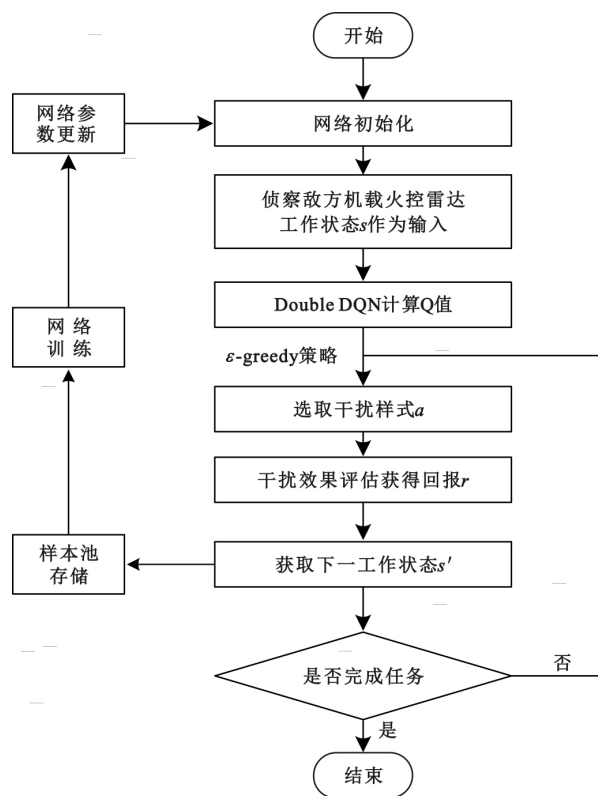 开始
网络参
数更新
网络初始化
侦察敌方机载火控雷达
工作状态s作为输入
Double DQN计算Q值
ε-greedy策略
网 络
训 练
选取干扰样式a
干扰效果评估获得回报r
样本池
存储
获取下一工作状态s′
是否完成任务
否
是
结束